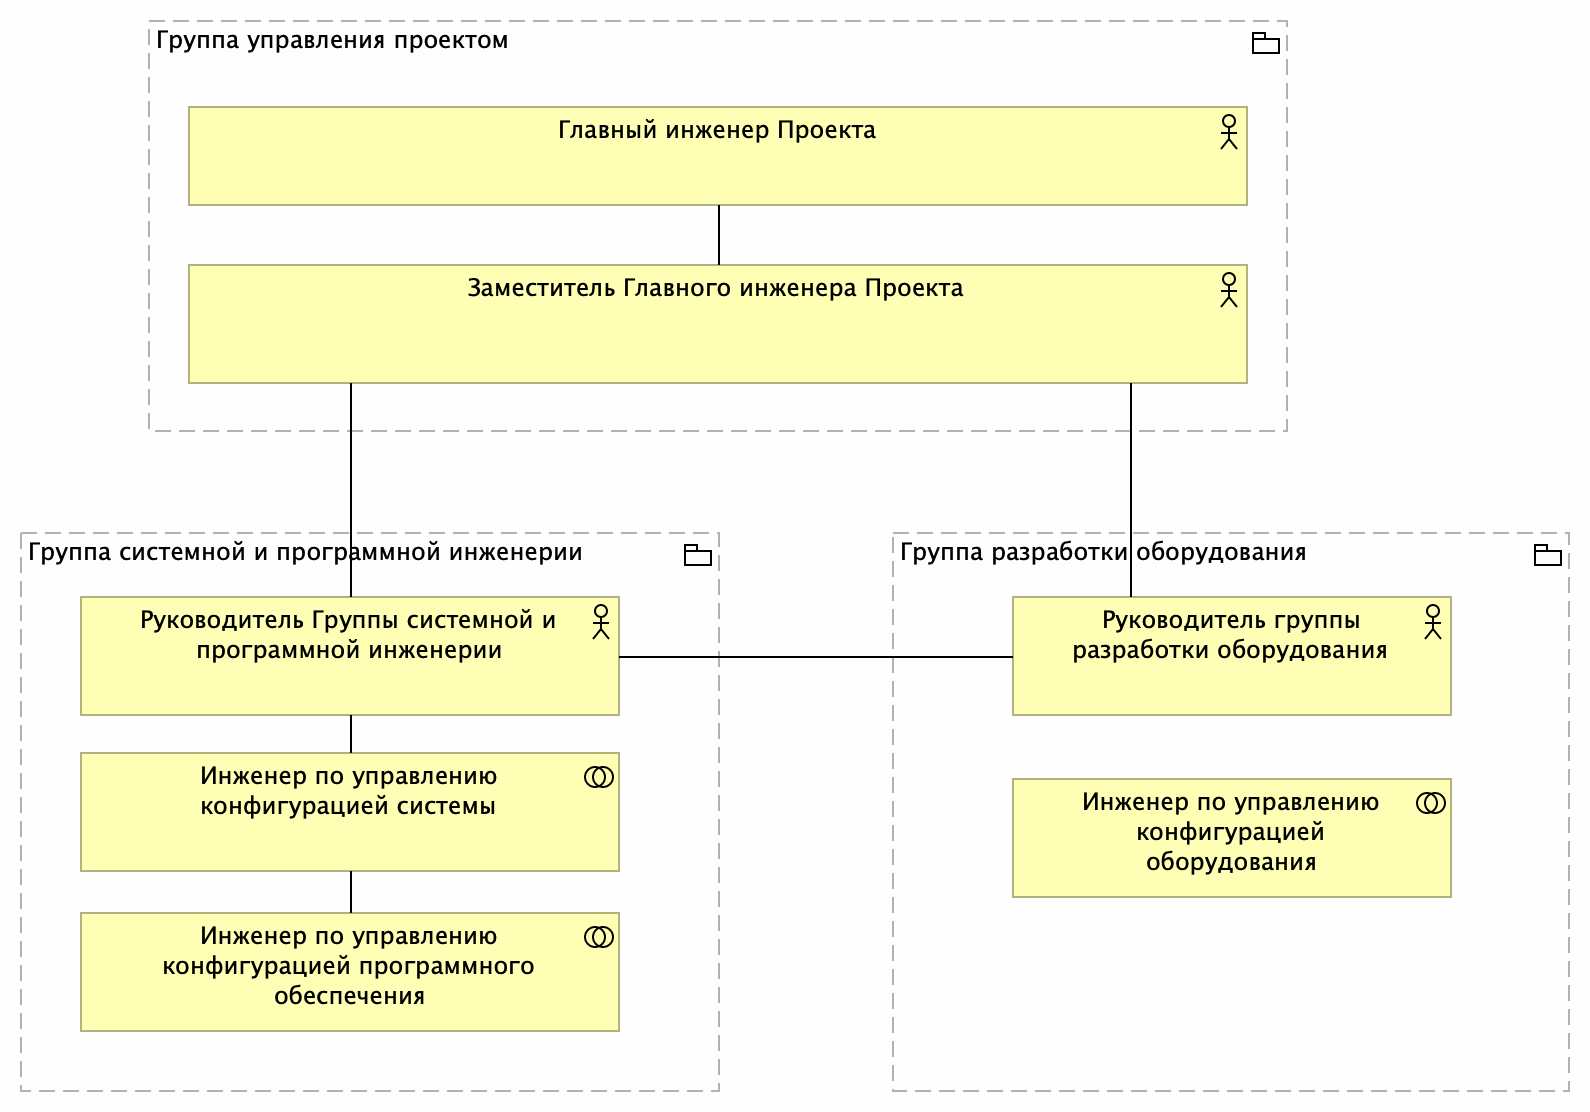 Группа управления проектом
Главный инженер Проекта
Заместитель Главного инженера Проекта
Группа системной и программной инженерии
Руководитель Группы системной и
программной инженерии
Инженер по управлению
конфигурацией системы
Инженер по управлению
конфигурацией программного
обеспечения
Группа разработки оборудования
Руководитель группы
разработки оборудования
Инженер по управлению
конфигурацией
оборудования